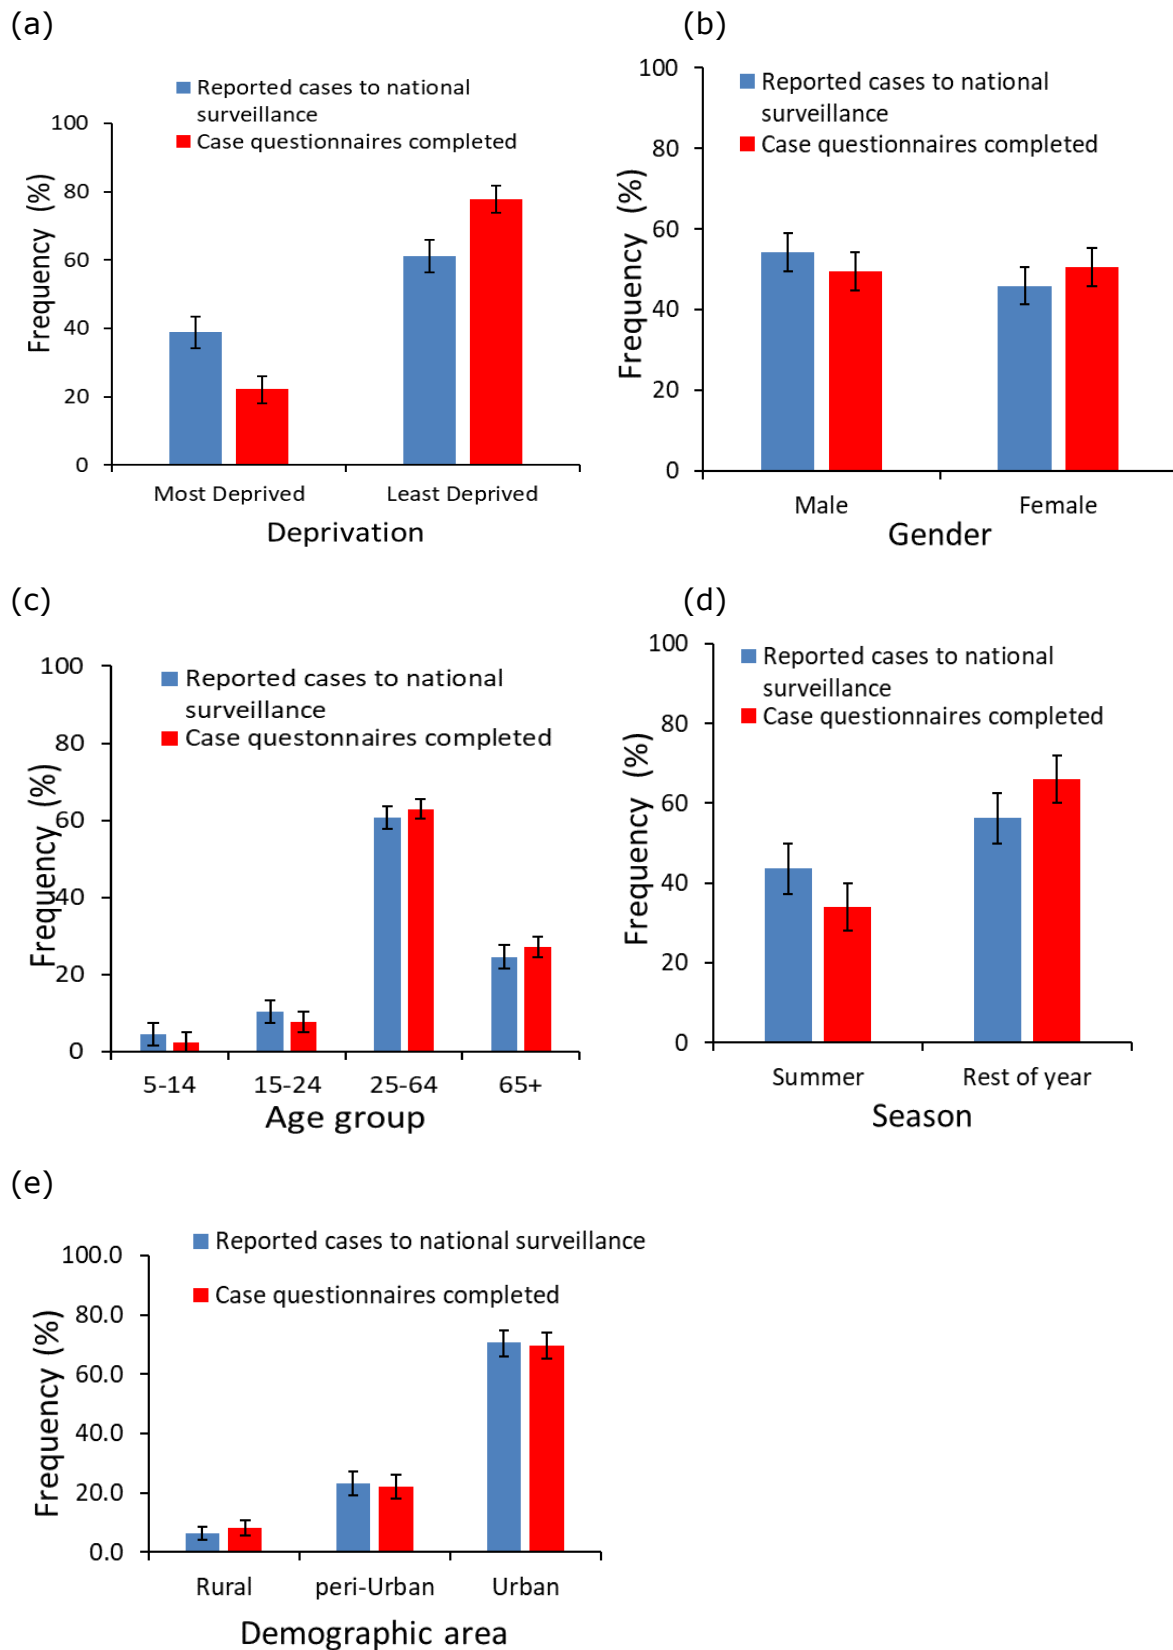 (a)
Reported cases to national
surveillance
Case questionnaires completed
Frequency (%)
100
80
60
40
20
0
Most Deprived
Least Deprived
Deprivation
(b)
Reported cases to national
surveillance
Case questionnaires completed
Frequency (%)
100
80
60
40
20
0
Male
Female
Gender
(c)
Reported cases to national
surveillance
Case questonnaires completed
Frequency (%)
100
80
60
40
20
0
5-14
15-24
25-64
65+
Age group
(d)
Reported cases to national
surveillance
Case questionnaires completed
Frequency (%)
100
80
60
40
20
0
Summer
Rest of year
Season
(e)
Reported cases to national surveillance
Case questionnaires completed
Frequency (%)
100.0
80.0
60.0
40.0
20.0
0.0
Rural
peri-Urban
Urban
Demographic area